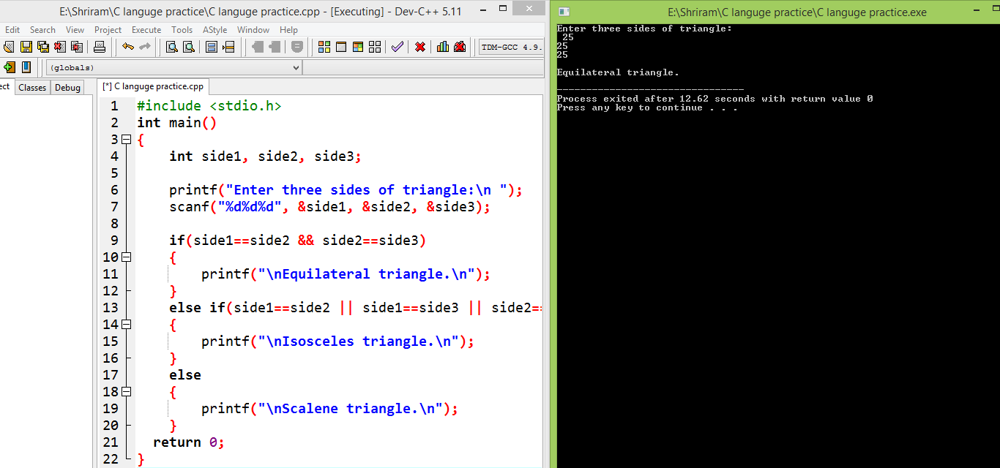 E:\Shriram\C languge practice\C languge practice.cpp - [Executing] - Dev-C++ 5.11
Edit Search View Project Execute Tools AStyle Window Help
TDM-GCC 4.9.
(globals)
ect Classes Debug
[*] C languge practice.cpp
1 #include <stdio.h>
2 int main()
3 {
4 int side1, side2, side3;
5
6 printf("Enter three sides of triangle:\n ");
7 scanf("%d%d%d", &side1, &side2, &side3);
8
9 if(side1==side2 && side2==side3)
10 {
11 printf("\nEquilateral triangle.\n");
12 }
13 else if(side1==side2 || side1==side3 || side2==
14 {
15 printf("\nIsosceles triangle.\n");
16 }
17 else
18 {
19 printf("\nScalene triangle.\n");
20 }
21 return 0;
22 }
E:\Shriram\C languge practice\C languge practice.exe
Enter three sides of triangle:
25
25
25
Equilateral triangle.
--------------------------------
Process exited after 12.62 seconds with return value 0
Press any key to continue . . .